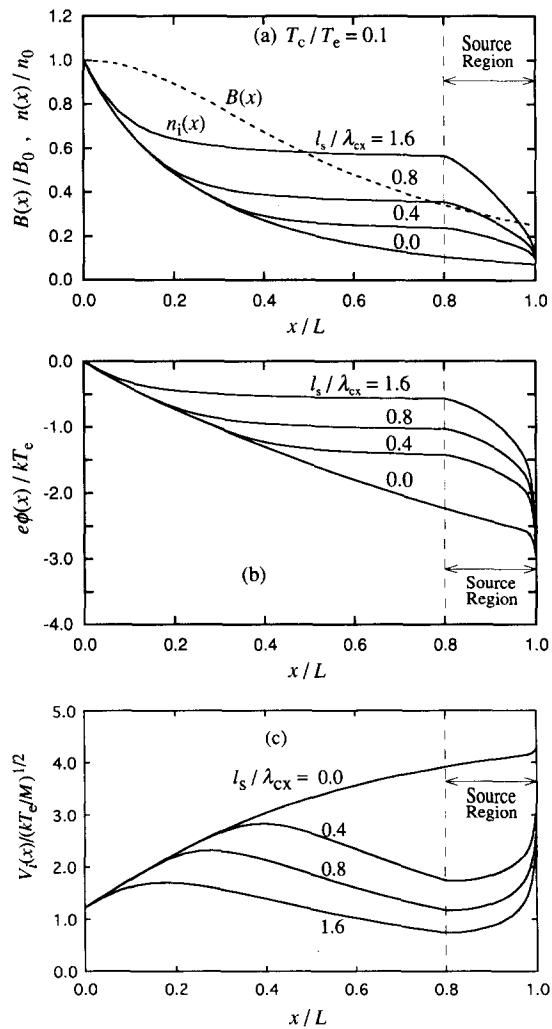 1.2
(a) T_c / T_e = 0.1
Source
Region
1.0
0.8
0.6
0.4
0.2
0.0
B(x)
n_i(x)
l_s / λ_cx = 1.6
0.8
0.4
0.0
B(x) / B_0 , n(x) / n_0
0.0 0.2 0.4 0.6 0.8 1.0
x / L
0.0
-1.0
-2.0
-3.0
-4.0
l_s / λ_cx = 1.6
0.8
0.4
0.0
eϕ(x) / kT_e
(b)
Source
Region
0.0 0.2 0.4 0.6 0.8 1.0
x / L
5.0
4.0
3.0
2.0
1.0
0.0
(c)
l_s / λ_cx = 0.0
0.4
0.8
1.6
Source
Region
V_i(x)/(kT_e/M)^1/2
0.0 0.2 0.4 0.6 0.8 1.0
x / L